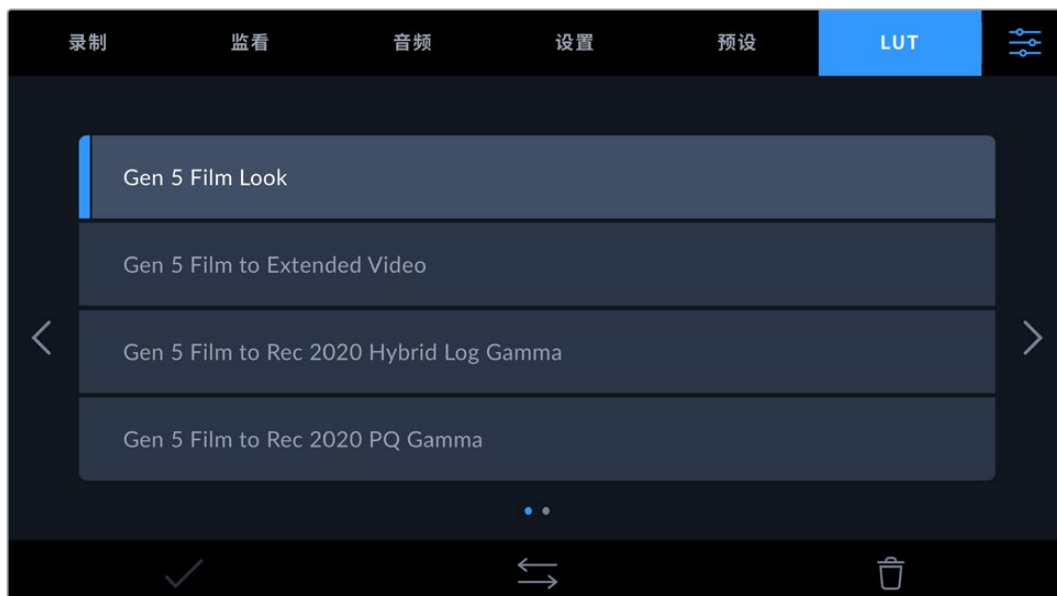 录制 监看 音频 设置 预设 LUT
Gen 5 Film Look
Gen 5 Film to Extended Video
Gen 5 Film to Rec 2020 Hybrid Log Gamma
Gen 5 Film to Rec 2020 PQ Gamma